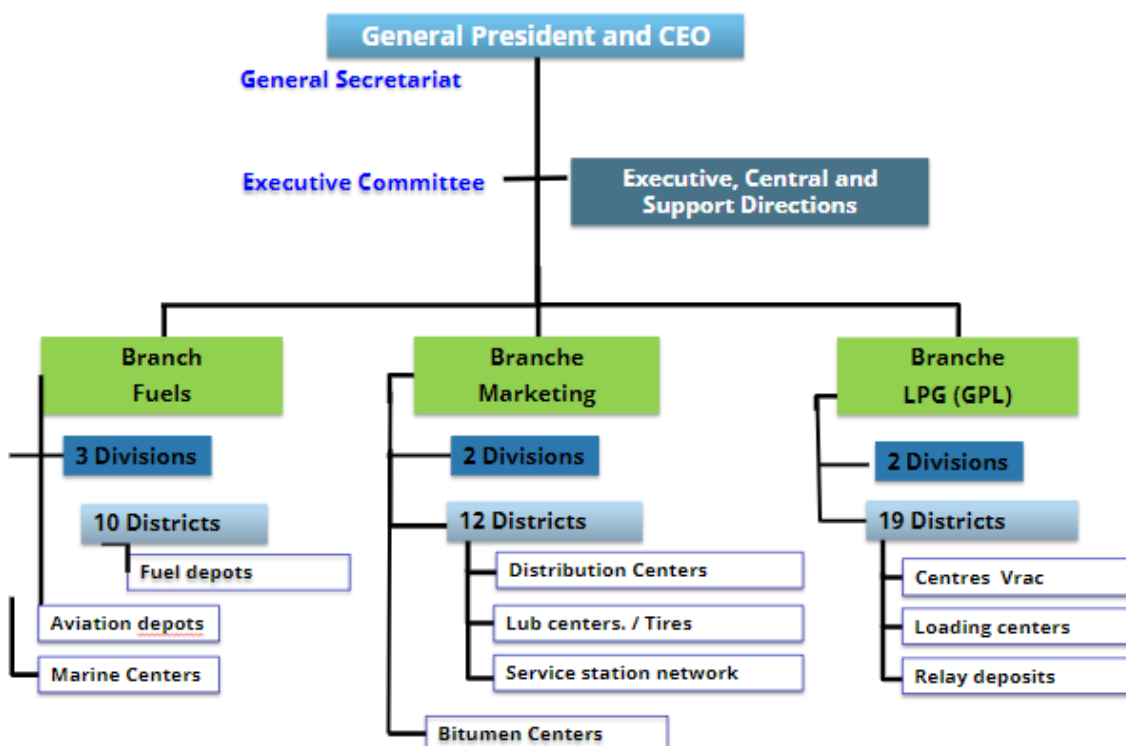 General President and CEO
General Secretariat
Executive Committee
Executive, Central and
Support Directions
Branch
Fuels
3 Divisions
10 Districts
Fuel depots
Aviation depots
Marine Centers
Branche
Marketing
2 Divisions
12 Districts
Distribution Centers
Lub centers. / Tires
Service station network
Bitumen Centers
Branche
LPG (GPL)
2 Divisions
19 Districts
Centres Vrac
Loading centers
Relay deposits